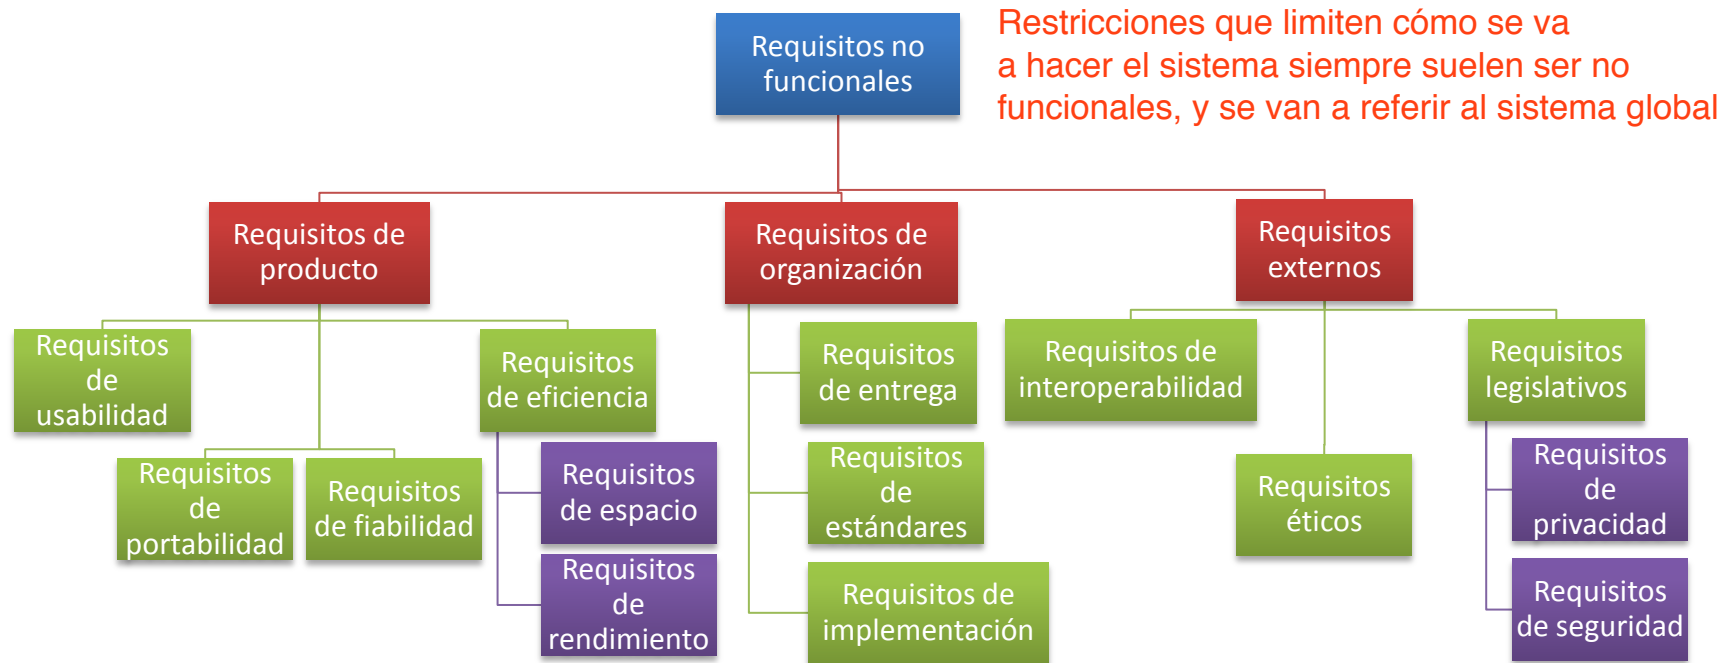 Requisitos no
funcionales
Restricciones que limiten cómo se va
a hacer el sistema siempre suelen ser no
funcionales, y se van a referir al sistema global
Requisitos de
producto
Requisitos de
organización
Requisitos
externos
Requisitos
de
usabilidad
Requisitos
de eficiencia
Requisitos
de
portabilidad
Requisitos
de fiabilidad
Requisitos
de espacio
Requisitos
de
rendimiento
Requisitos
de entrega
Requisitos
de
estándares
Requisitos de
implementación
Requisitos de
interoperabilidad
Requisitos
éticos
Requisitos
legislativos
Requisitos
de
privacidad
Requisitos
de seguridad